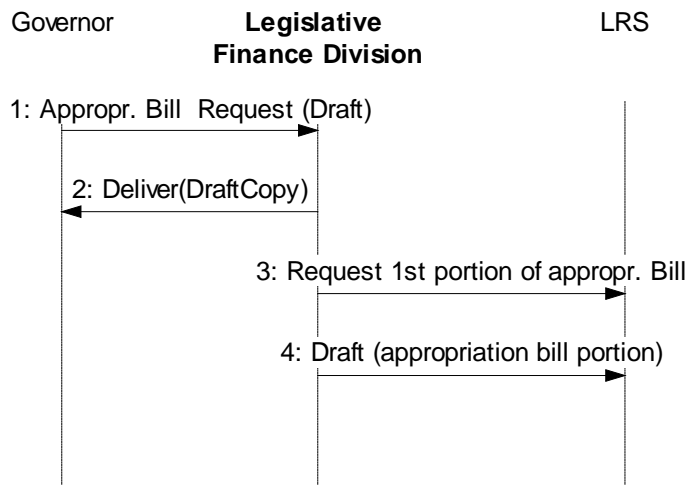 Governor
Legislative
Finance Division
LRS
1: Appropr. Bill  Request (Draft)
2: Deliver(DraftCopy)
3: Request 1st portion of appropr. Bill
4: Draft (appropriation bill portion)